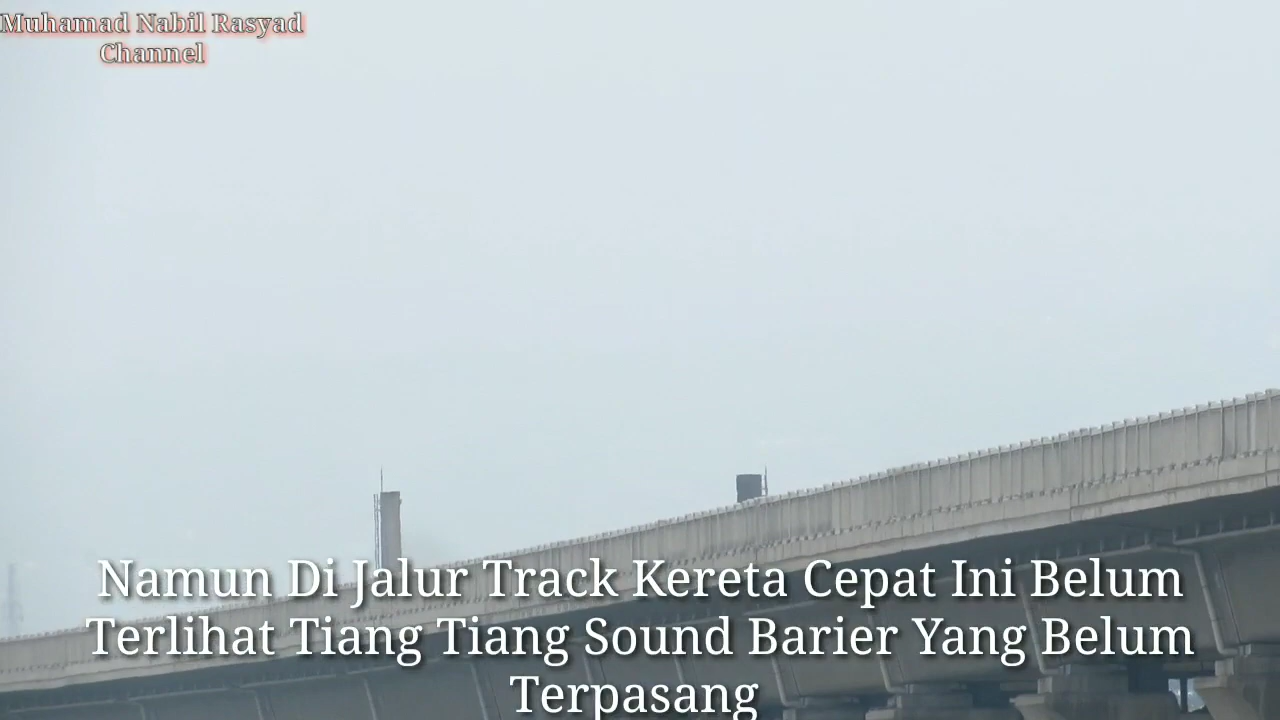 Muhamad Nabil Rasyad
Channel
Namun Di Jalur Track Kereta Cepat Ini Belum
Terlihat Tiang Tiang Sound Barier Yang Belum
Terpasang